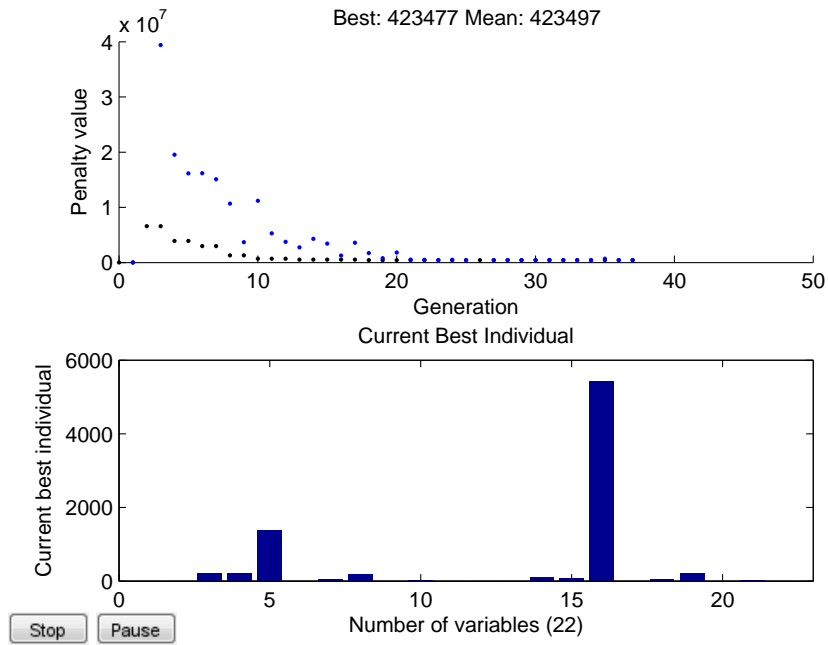 Best: 423477 Mean: 423497
x 10^7
4
3
2
1
0
Penalty value
0 10 20 30 40 50
Generation
Current Best Individual
6000
4000
2000
0
Current best individual
0 5 10 15 20
Number of variables (22)
Stop Pause